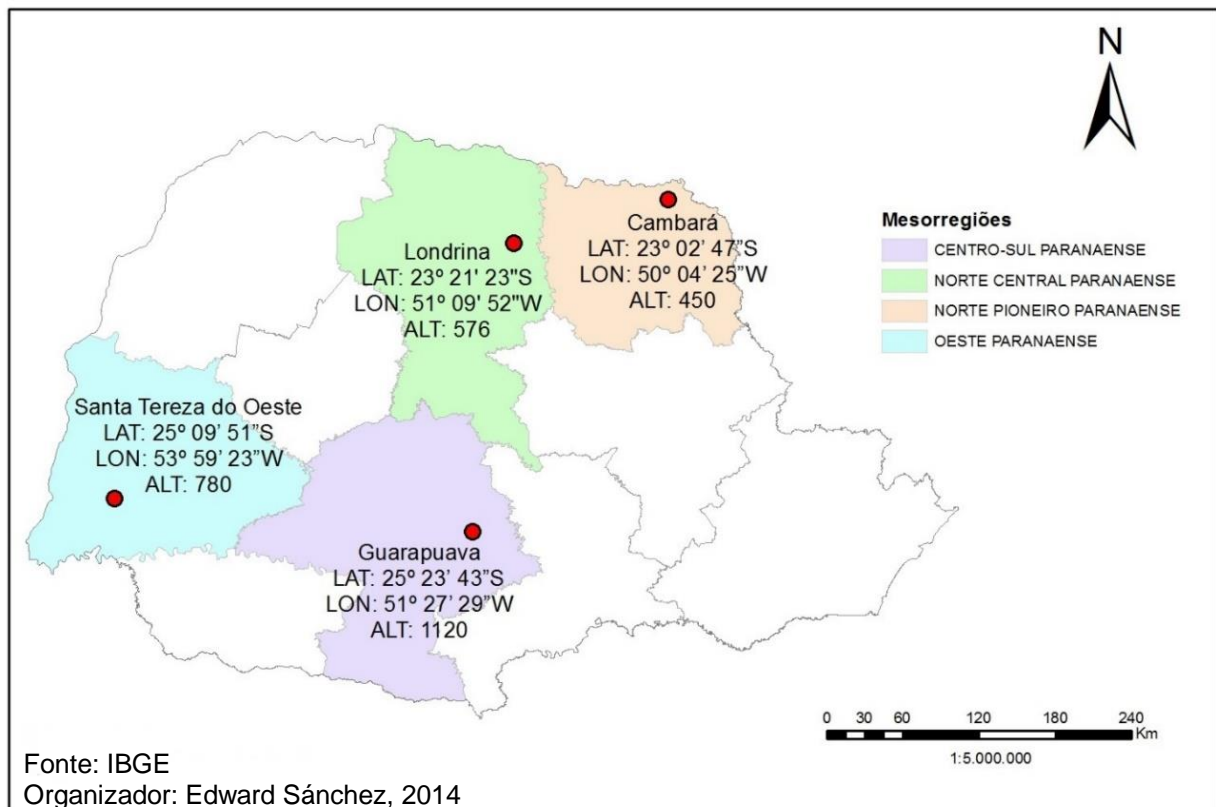 N
Cambará
LAT: 23º 02' 47”S
LON: 50º 04' 25”W
ALT: 450
Londrina
LAT: 23º 21' 23"S
LON: 51º 09' 52"W
ALT: 576
Mesorregiões
CENTRO-SUL PARANAENSE
NORTE CENTRAL PARANAENSE
NORTE PIONEIRO PARANAENSE
OESTE PARANAENSE
Santa Tereza do Oeste
LAT: 25º 09’ 51”S
LON: 53º 59’ 23”W
ALT: 780
Guarapuava
LAT: 25º 23’ 43”S
LON: 51º 27’ 29”W
ALT: 1120
0 30 60 120 180 240
Km
1:5.000.000
Fonte: IBGE
Organizador: Edward Sánchez, 2014